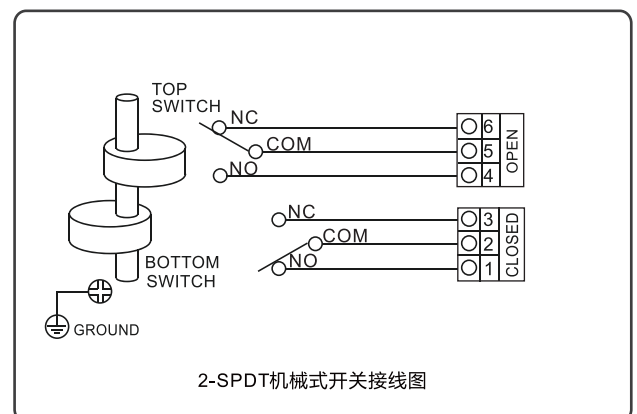 TOP
SWITCH
NC
COM
NO
6
5
4
OPEN
NC
COM
NO
3
2
1
CLOSED
BOTTOM
SWITCH
GROUND
2-SPDT机械式开关接线图